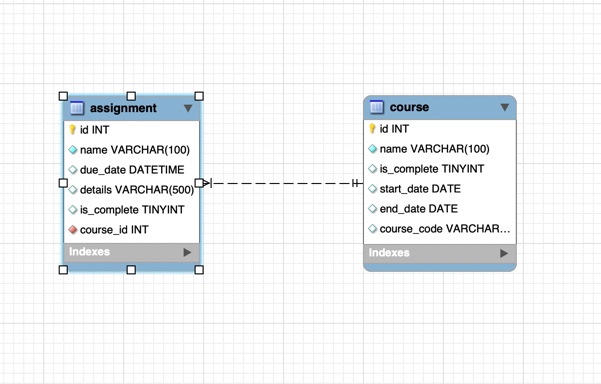 assignment
id INT
name VARCHAR(100)
due_date DATETIME
details VARCHAR(500)
is_complete TINYINT
course_id INT
Indexes
course
id INT
name VARCHAR(100)
is_complete TINYINT
start_date DATE
end_date DATE
course_code VARCHAR...
Indexes